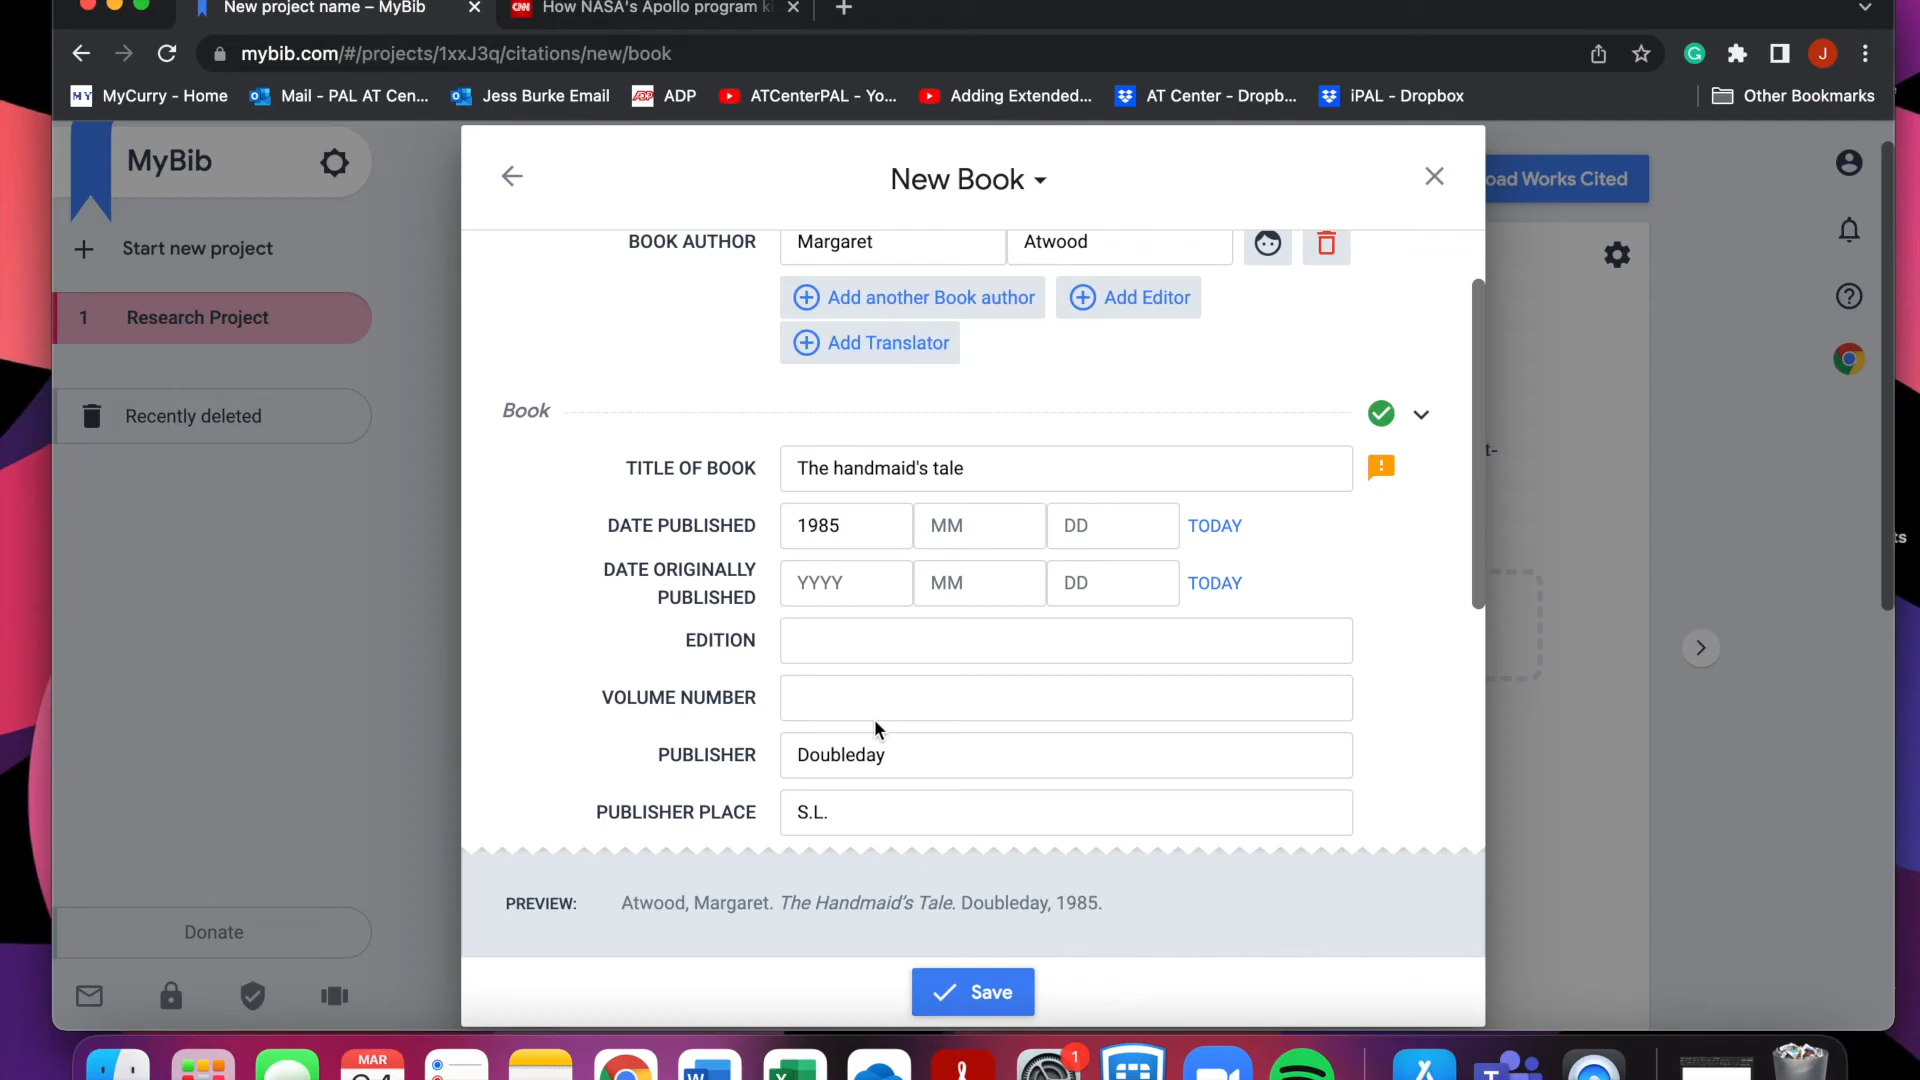 New project name – MyBib
CNN How NASA's Apollo program ki
mybib.com/#/projects/1xxJ3q/citations/new/book
J
MY MyCurry - Home Mail - PAL AT Cen... Jess Burke Email ADP ATCenterPAL - Yo... Adding Extended... AT Center - Dropb... iPAL - Dropbox Other Bookmarks
MyBib
New Book
oad Works Cited
Start new project
BOOK AUTHOR Margaret Atwood
Add another Book author Add Editor
1 Research Project
Add Translator
Recently deleted
Book
t-
TITLE OF BOOK The handmaid's tale
DATE PUBLISHED 1985 MM DD TODAY
ts
DATE ORIGINALLY
PUBLISHED YYYY MM DD TODAY
EDITION
VOLUME NUMBER
PUBLISHER Doubleday
PUBLISHER PLACE S.L.
PREVIEW: Atwood, Margaret. The Handmaid's Tale. Doubleday, 1985.
Donate
Save
MAR
1